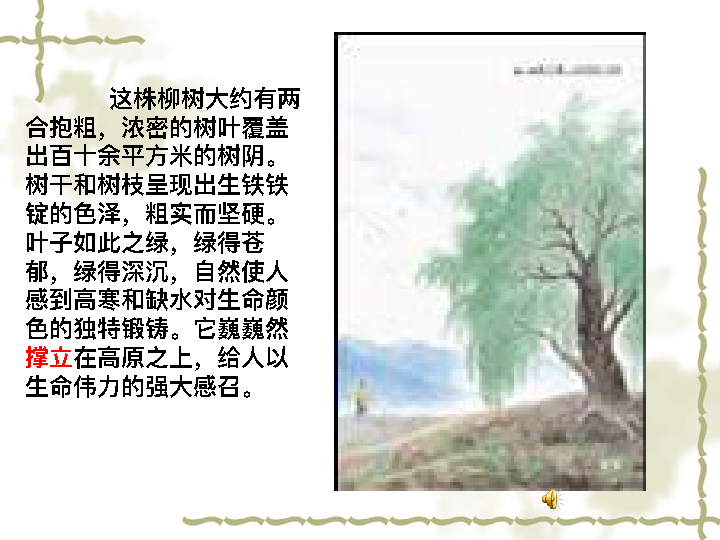 这株柳树大约有两
合抱粗，浓密的树叶覆盖
出百十余平方米的树阴。
树干和树枝呈现出生铁铁
锭的色泽，粗实而坚硬。
叶子如此之绿，绿得苍
郁，绿得深沉，自然使人
感到高寒和缺水对生命颜
色的独特锻铸。它巍巍然
撑立在高原之上，给人以
生命伟力的强大感召。